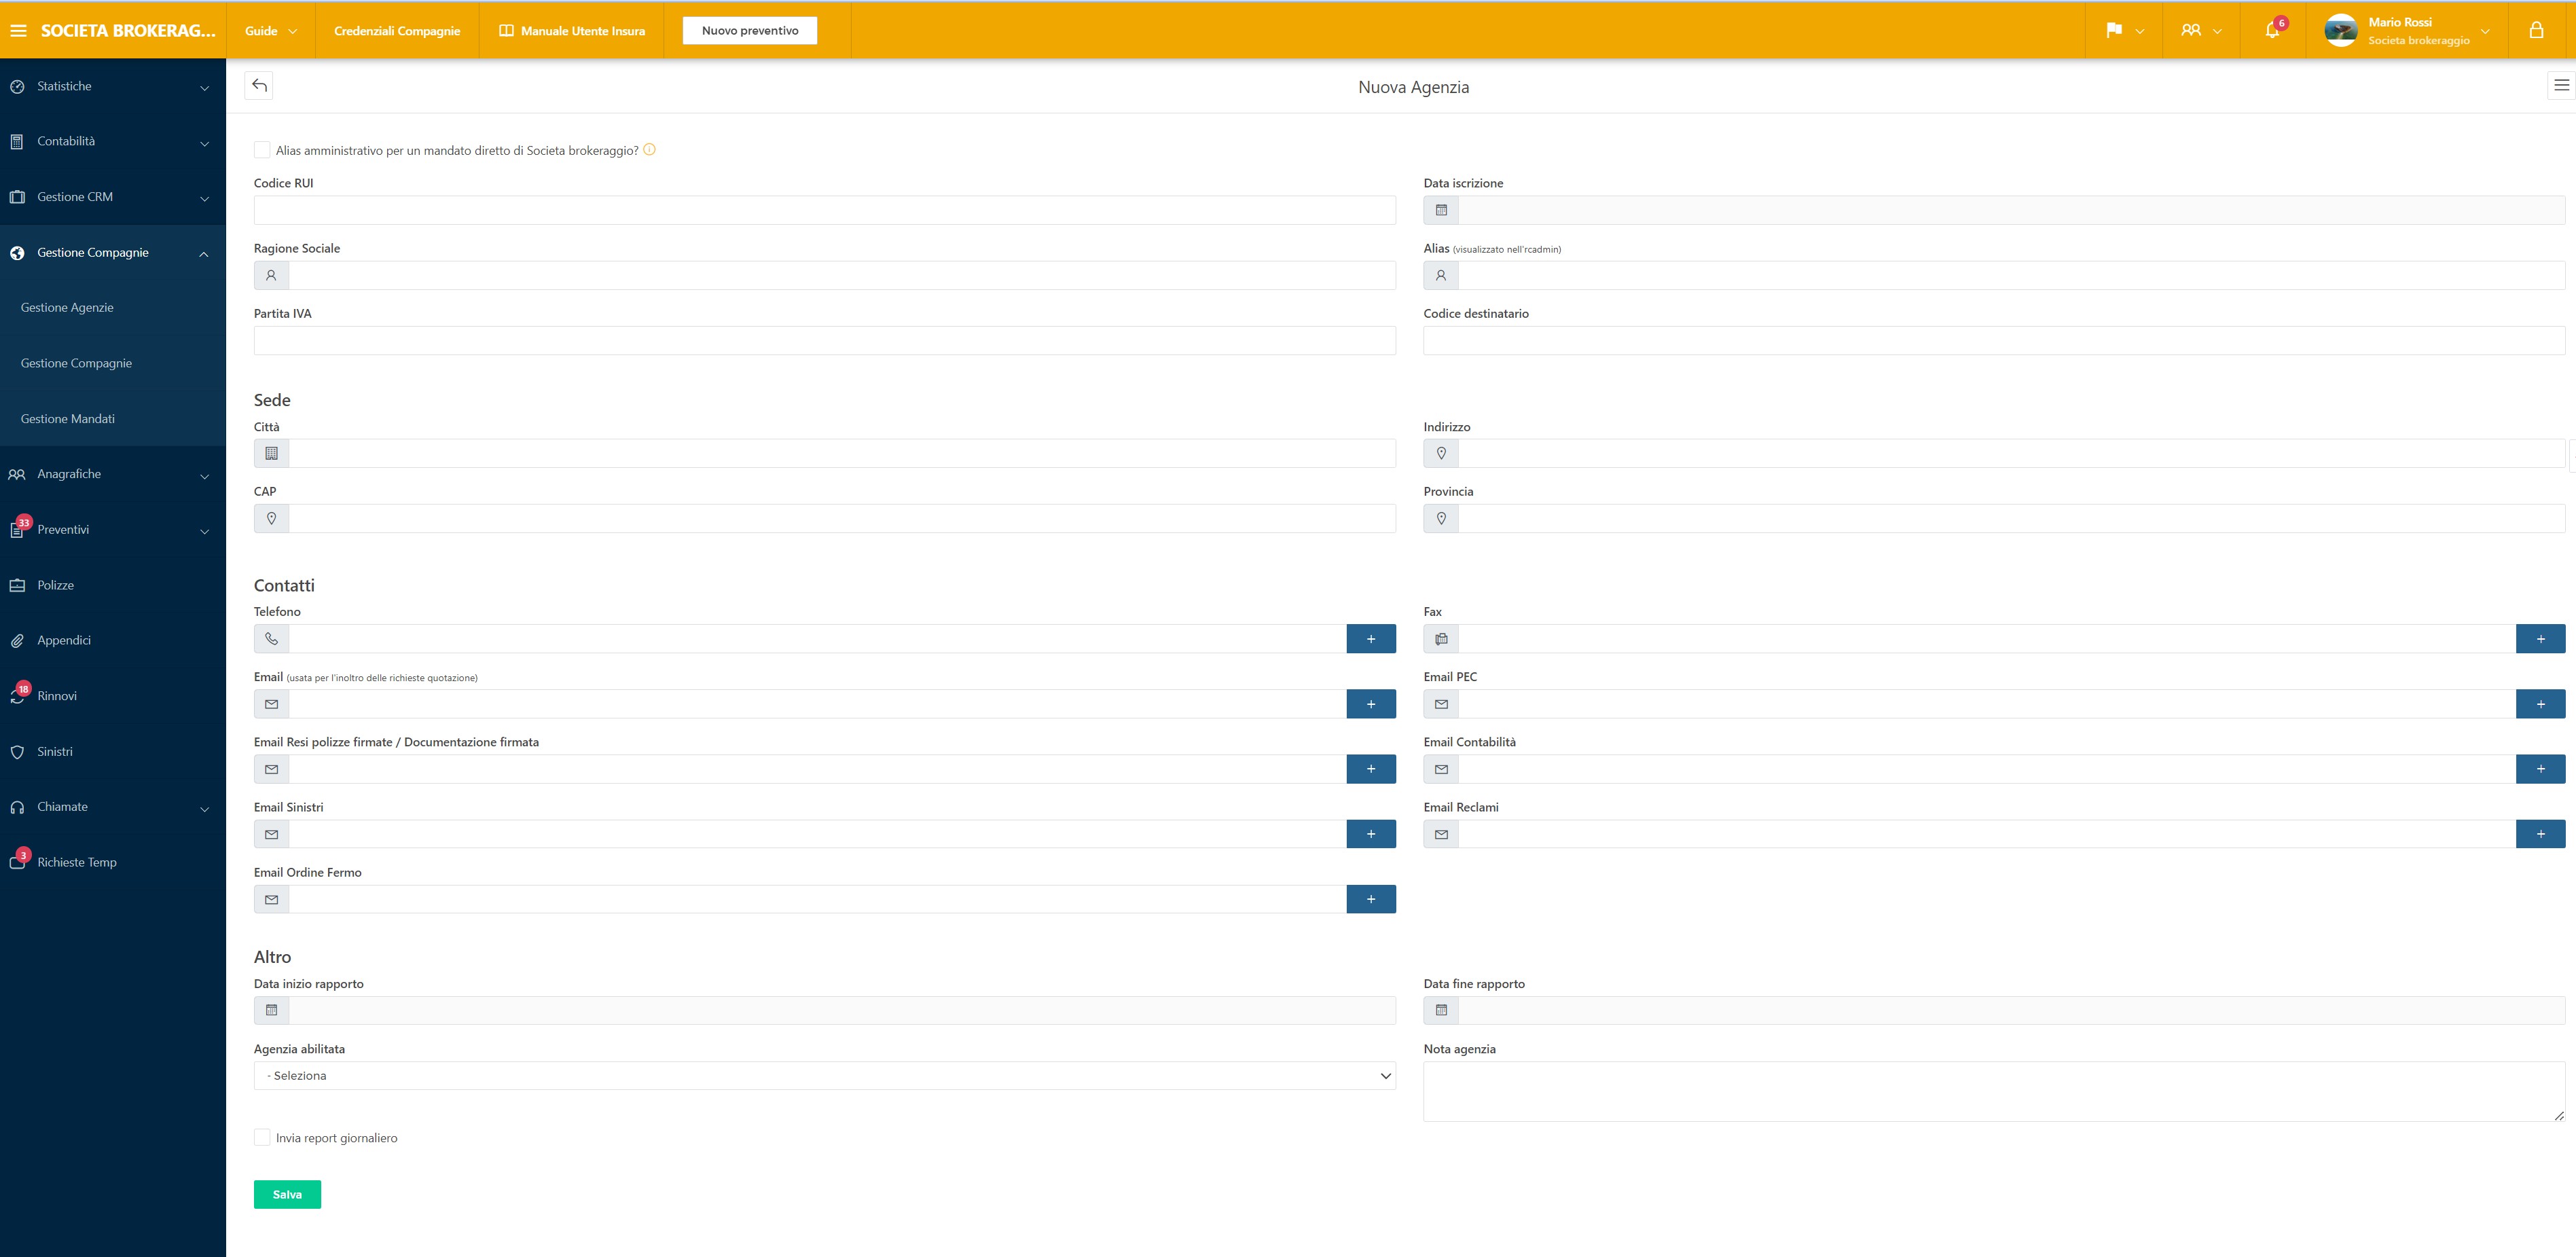 SOCIETA BROKERAG...
Guide
Credenziali Compagnie
Manuale Utente Insura
Nuovo preventivo
6
Mario Rossi
Societa brokeraggio
Statistiche
Contabilità
Gestione CRM
Gestione Compagnie
Gestione Agenzie
Gestione Compagnie
Gestione Mandati
Anagrafiche
33
Preventivi
Polizze
Appendici
18
Rinnovi
Sinistri
Chiamate
3
Richieste Temp
Nuova Agenzia
Alias amministrativo per un mandato diretto di Societa brokeraggio?
Codice RUI
Data iscrizione
Ragione Sociale
Alias (visualizzato nell'rcadmin)
Partita IVA
Codice destinatario
Sede
Città
Indirizzo
CAP
Provincia
Contatti
Telefono
+
Fax
+
Email (usata per l'inoltro delle richieste quotazione)
+
Email PEC
+
Email Resi polizze firmate / Documentazione firmata
+
Email Contabilità
+
Email Sinistri
+
Email Reclami
+
Email Ordine Fermo
+
Altro
Data inizio rapporto
Data fine rapporto
Agenzia abilitata
- Seleziona
Nota agenzia
Invia report giornaliero
Salva